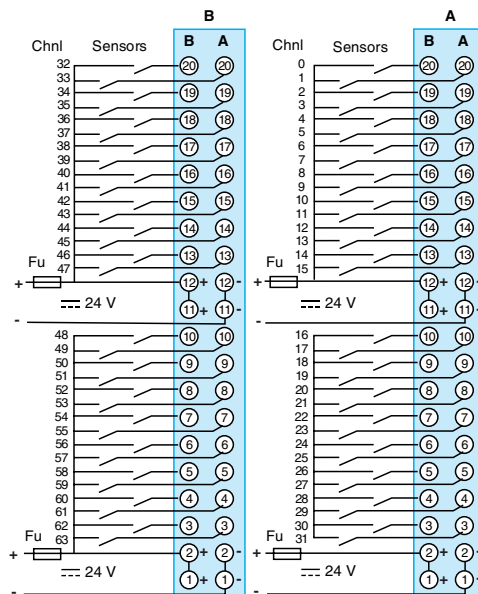 B A
Chnl Sensors B A Chnl Sensors B A
32 20 20 0 20 20
33 1
34 19 19 2 19 19
35 3
36 18 18 4 18 18
37 5
38 17 17 6 17 17
39 7
40 16 16 8 16 16
41 9
42 15 15 10 15 15
43 11
44 14 14 12 14 14
45 13
46 13 13 14 13 13
Fu 47 Fu 15
+ 12 + 12 - + 12 + 12 -
24 V 11 + 11 - 24 V 11 + 11 -
- -
48 10 10 16 10 10
49 17
50 9 9 18 9 9
51 19
52 8 8 20 8 8
53 21
54 7 7 22 7 7
55 23
56 6 6 24 6 6
57 25
58 5 5 26 5 5
59 27
60 4 4 28 4 4
61 29
62 3 3 30 3 3
Fu 63 Fu 31
+ 2 + 2 - + 2 + 2 -
24 V 1 + 1 - 24 V 1 + 1 -
- -